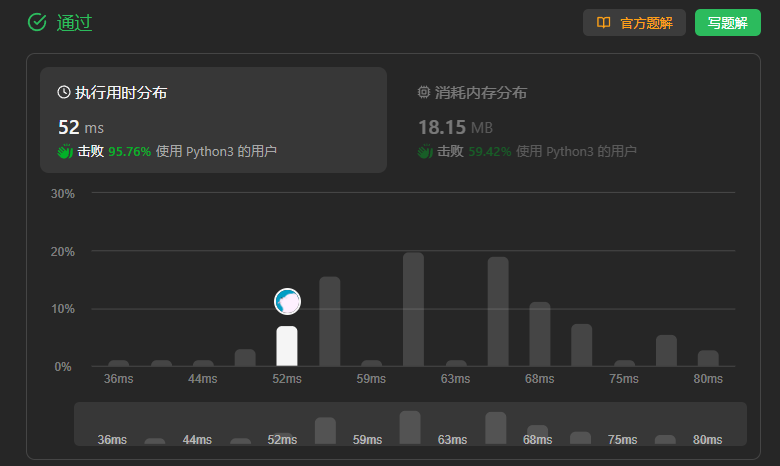 通过 官方题解 写题解
执行用时分布 消耗内存分布
52 ms 18.15 MB
击败 95.76% 使用 Python3 的用户 击败 59.42% 使用 Python3 的用户
30%
20%
10%
0%
36ms 44ms 52ms 59ms 63ms 68ms 75ms 80ms
36ms 44ms 52ms 59ms 63ms 68ms 75ms 80ms